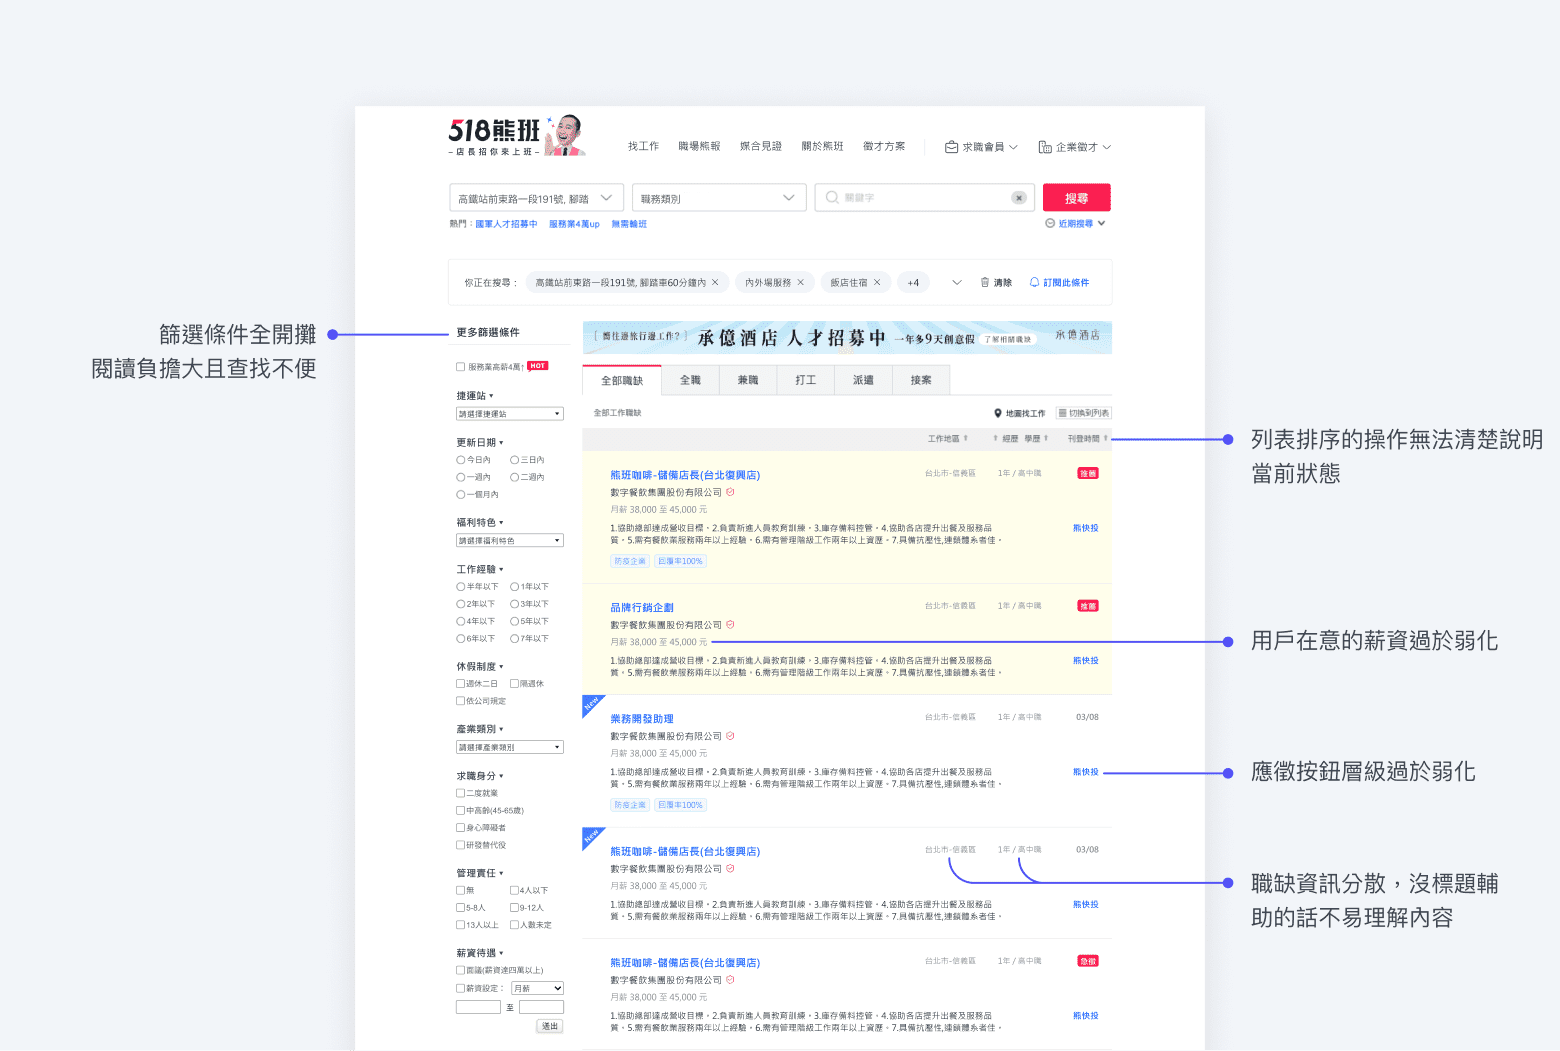 518熊班
–店長招你來上班–
找工作 職場熊報 媒合見證 關於熊班 徵才方案 求職會員 企業徵才
高鐵站前東路一段191號, 腳踏 職務類別 關鍵字 搜尋
熱門：國軍人才招募中 服務業4萬up 無需輪班 近期搜尋
你正在搜尋： 高鐵站前東路一段191號, 腳踏車60分鐘內 × 內外場服務 × 飯店住宿 × +4 清除 訂閱此條件
篩選條件全開攤
閱讀負擔大且查找不便
更多篩選條件
服務業高薪4萬↑ HOT
捷運站
請選擇捷運站
更新日期
今日內 三日內
一週內 二週內
一個月內
福利特色
請選擇福利特色
工作經驗
半年以下 1年以下
2年以下 3年以下
4年以下 5年以下
6年以下 7年以下
休假制度
週休二日 隔週休
依公司規定
產業類別
請選擇產業類別
求職身分
二度就業
中高齡(45-65歲)
身心障礙者
研發替代役
管理責任
無 4人以下
5-8人 9-12人
13人以上 人數未定
薪資待遇
面議(薪資達四萬以上)
薪資設定： 月薪
至
送出
[ 嚮往邊旅行邊工作? ] 承億酒店 人才招募中 一年多9天創意假 了解相關職缺 承億酒店
全部職缺 全職 兼職 打工 派遣 接案
全部工作職缺 地圖找工作 切換到列表
工作地區 ⬆ ⬆ 經歷 學歷 ⬆ 刊登時間 ⬆
列表排序的操作無法清楚說明
當前狀態
熊班咖啡-儲備店長(台北復興店) 台北市-信義區 1年 / 高中職 推薦
數字餐飲集團股份有限公司
月薪 38,000 至 45,000 元
1.協助總部達成營收目標。2.負責新進人員教育訓練。3.庫存備料控管。4.協助各店提升出餐及服務品 熊快投
質。5.需有餐飲業服務兩年以上經驗。6.需有管理階級工作兩年以上資歷。7.具備抗壓性,連鎖體系者佳。
防疫企業 回覆率100%
品牌行銷企劃 台北市-信義區 1年 / 高中職 推薦
數字餐飲集團股份有限公司
月薪 38,000 至 45,000 元
用戶在意的薪資過於弱化
1.協助總部達成營收目標。2.負責新進人員教育訓練。3.庫存備料控管。4.協助各店提升出餐及服務品 熊快投
質。5.需有餐飲業服務兩年以上經驗。6.需有管理階級工作兩年以上資歷。7.具備抗壓性,連鎖體系者佳。
New
業務開發助理 台北市-信義區 1年 / 高中職 03/08
數字餐飲集團股份有限公司
月薪 38,000 至 45,000 元
1.協助總部達成營收目標。2.負責新進人員教育訓練。3.庫存備料控管。4.協助各店提升出餐及服務品 熊快投
質。5.需有餐飲業服務兩年以上經驗。6.需有管理階級工作兩年以上資歷。7.具備抗壓性,連鎖體系者佳。
應徵按鈕層級過於弱化
防疫企業 回覆率100%
New
熊班咖啡-儲備店長(台北復興店) 台北市-信義區 1年 / 高中職 03/08
數字餐飲集團股份有限公司
月薪 38,000 至 45,000 元
職缺資訊分散，沒標題輔
助的話不易理解內容
1.協助總部達成營收目標。2.負責新進人員教育訓練。3.庫存備料控管。4.協助各店提升出餐及服務品 熊快投
質。5.需有餐飲業服務兩年以上經驗。6.需有管理階級工作兩年以上資歷。7.具備抗壓性,連鎖體系者佳。
熊班咖啡-儲備店長(台北復興店) 台北市-信義區 1年 / 高中職 急徵
數字餐飲集團股份有限公司
月薪 38,000 至 45,000 元
1.協助總部達成營收目標。2.負責新進人員教育訓練。3.庫存備料控管。4.協助各店提升出餐及服務品 熊快投
質。5.需有餐飲業服務兩年以上經驗。6.需有管理階級工作兩年以上資歷。7.具備抗壓性,連鎖體系者佳。